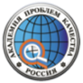 АКАДЕМИЯ ПРОБЛЕМ КАЧЕСТВА
РОССИЯ